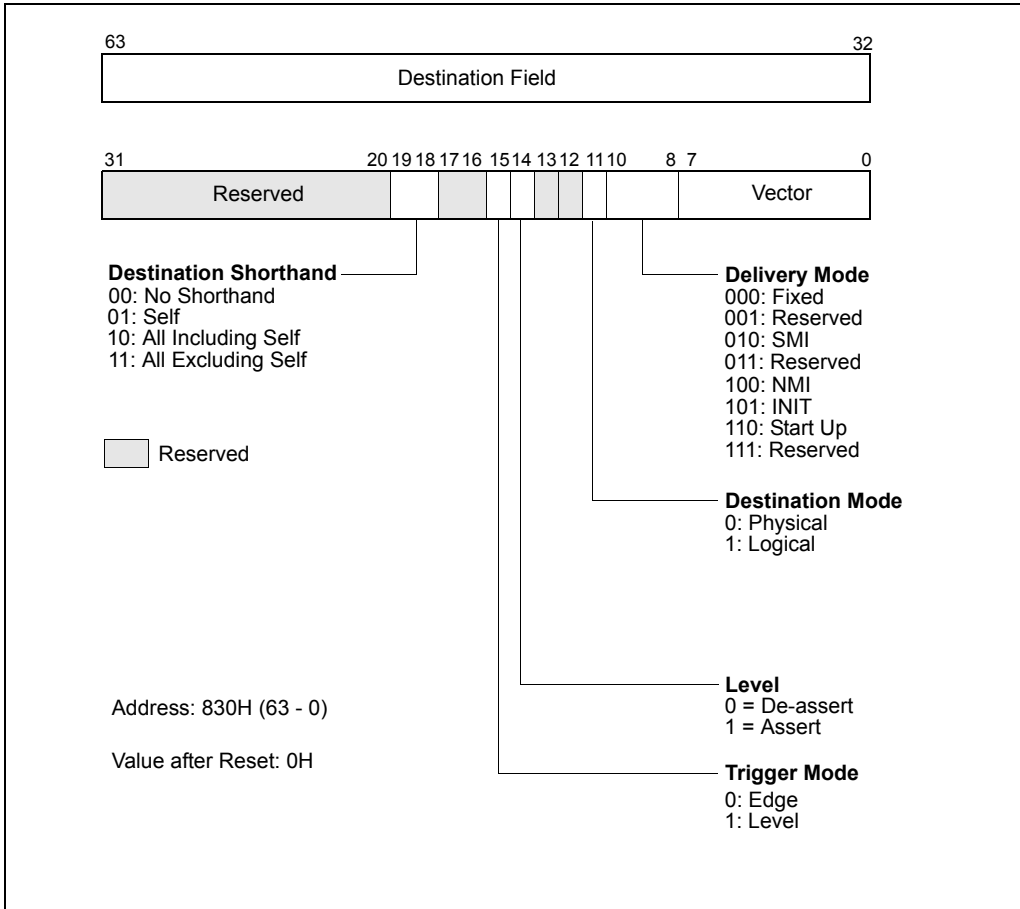 63 32
Destination Field
31 20 19 18 17 16 15 14 13 12 11 10 8 7 0
Reserved Vector
Destination Shorthand
00: No Shorthand
01: Self
10: All Including Self
11: All Excluding Self
Reserved
Delivery Mode
000: Fixed
001: Reserved
010: SMI
011: Reserved
100: NMI
101: INIT
110: Start Up
111: Reserved
Destination Mode
0: Physical
1: Logical
Level
0 = De-assert
1 = Assert
Address: 830H (63 - 0)
Value after Reset: 0H
Trigger Mode
0: Edge
1: Level